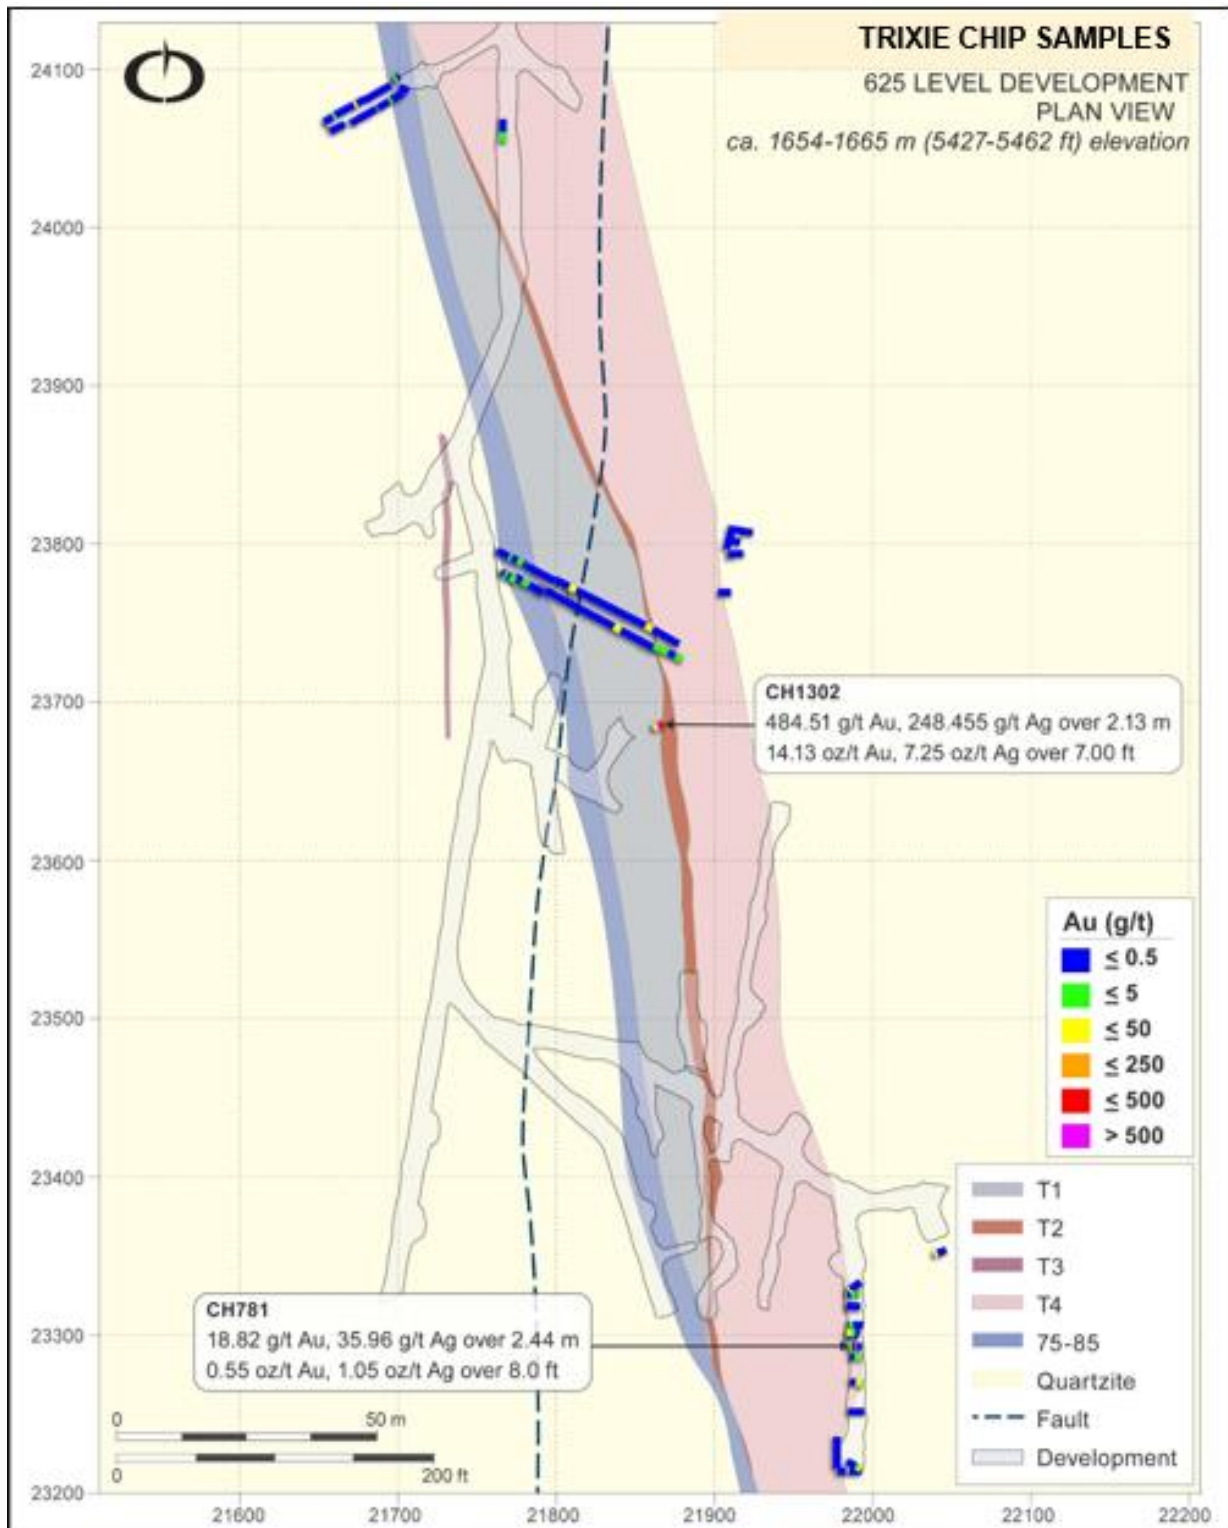 TRIXIE CHIP SAMPLES
625 LEVEL DEVELOPMENT
PLAN VIEW
ca. 1654-1665 m (5427-5462 ft) elevation
24100
24000
23900
23800
23700
23600
23500
23400
23300
23200
CH1302
484.51 g/t Au, 248.455 g/t Ag over 2.13 m
14.13 oz/t Au, 7.25 oz/t Ag over 7.00 ft
Au (g/t)
≤ 0.5
≤ 5
≤ 50
≤ 250
≤ 500
> 500
T1
T2
T3
T4
75-85
Quartzite
Fault
Development
CH781
18.82 g/t Au, 35.96 g/t Ag over 2.44 m
0.55 oz/t Au, 1.05 oz/t Ag over 8.0 ft
0 50 m
0 200 ft
21600 21700 21800 21900 22000 22100 22200